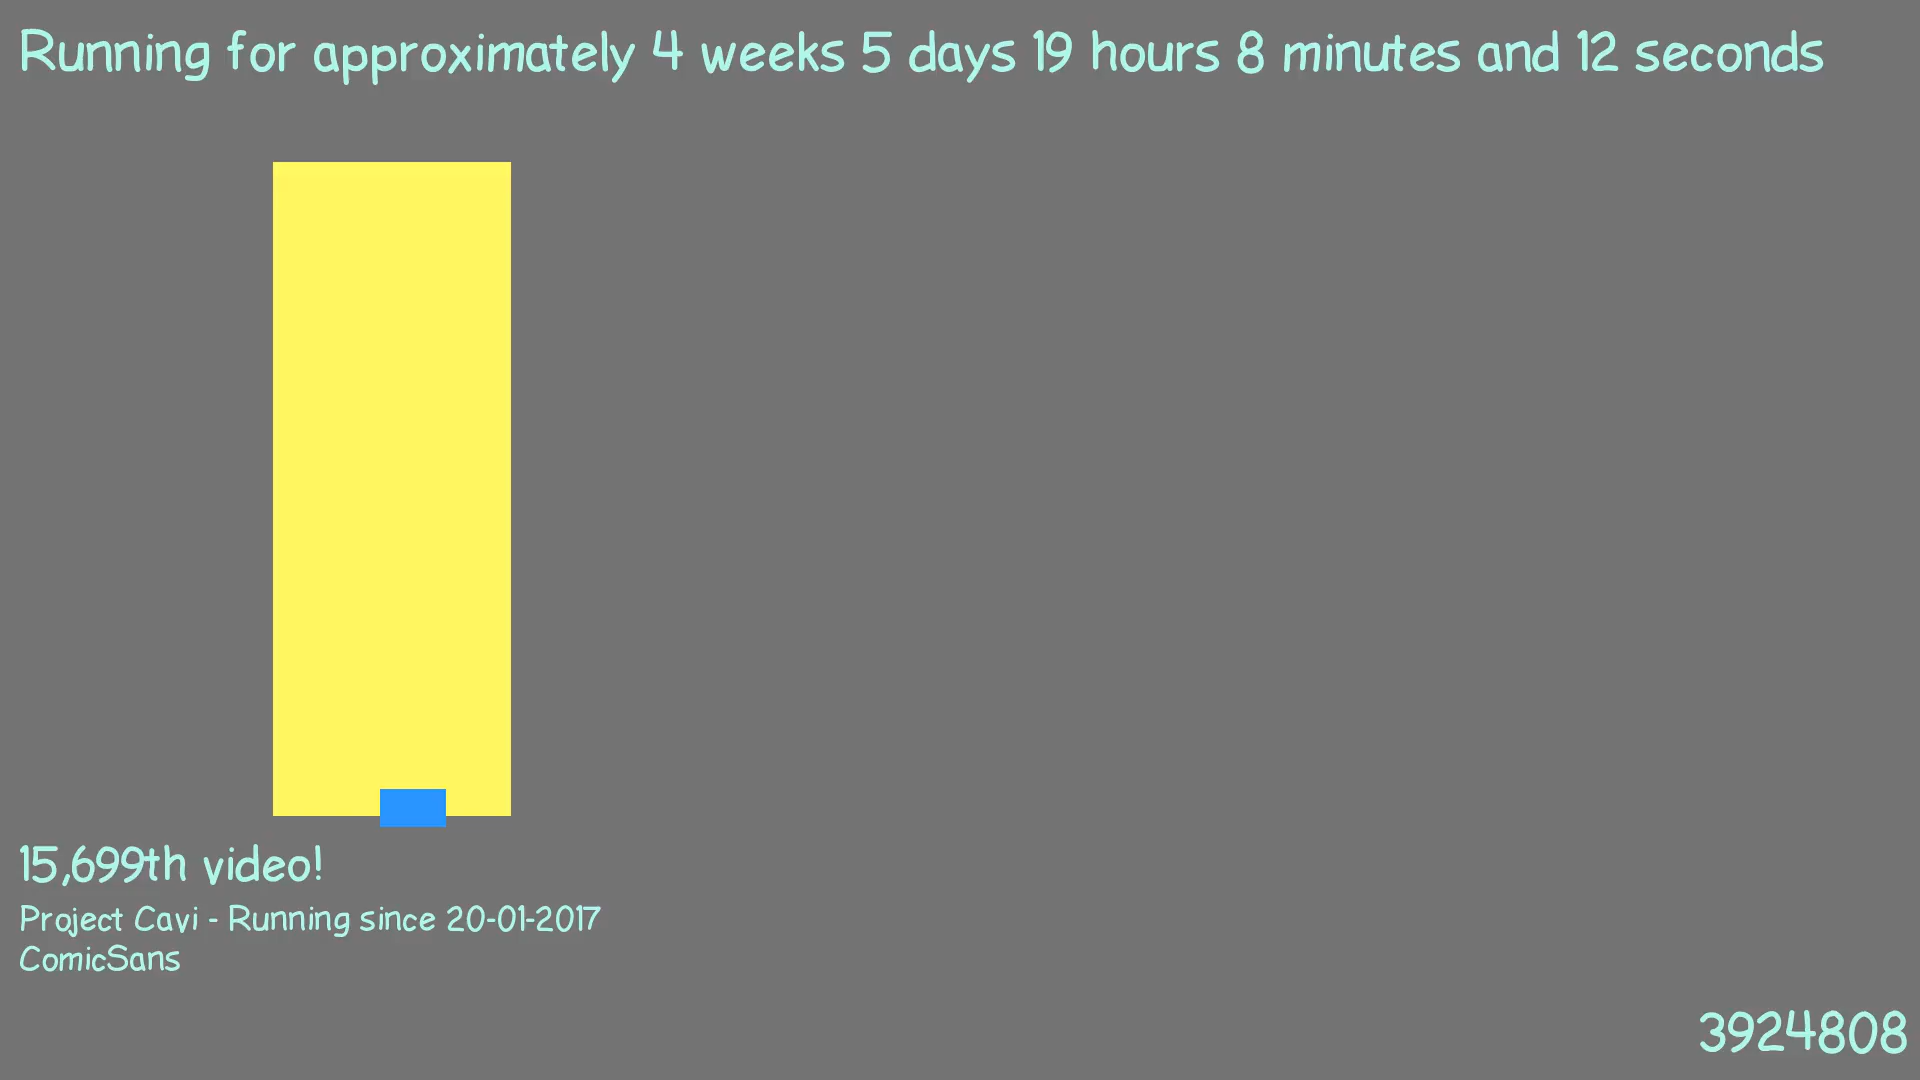 Running for approximately 4 weeks 5 days 19 hours 8 minutes and 12 seconds
15,699th video!
Project Cavi - Running since 20-01-2017
ComicSans
3924808